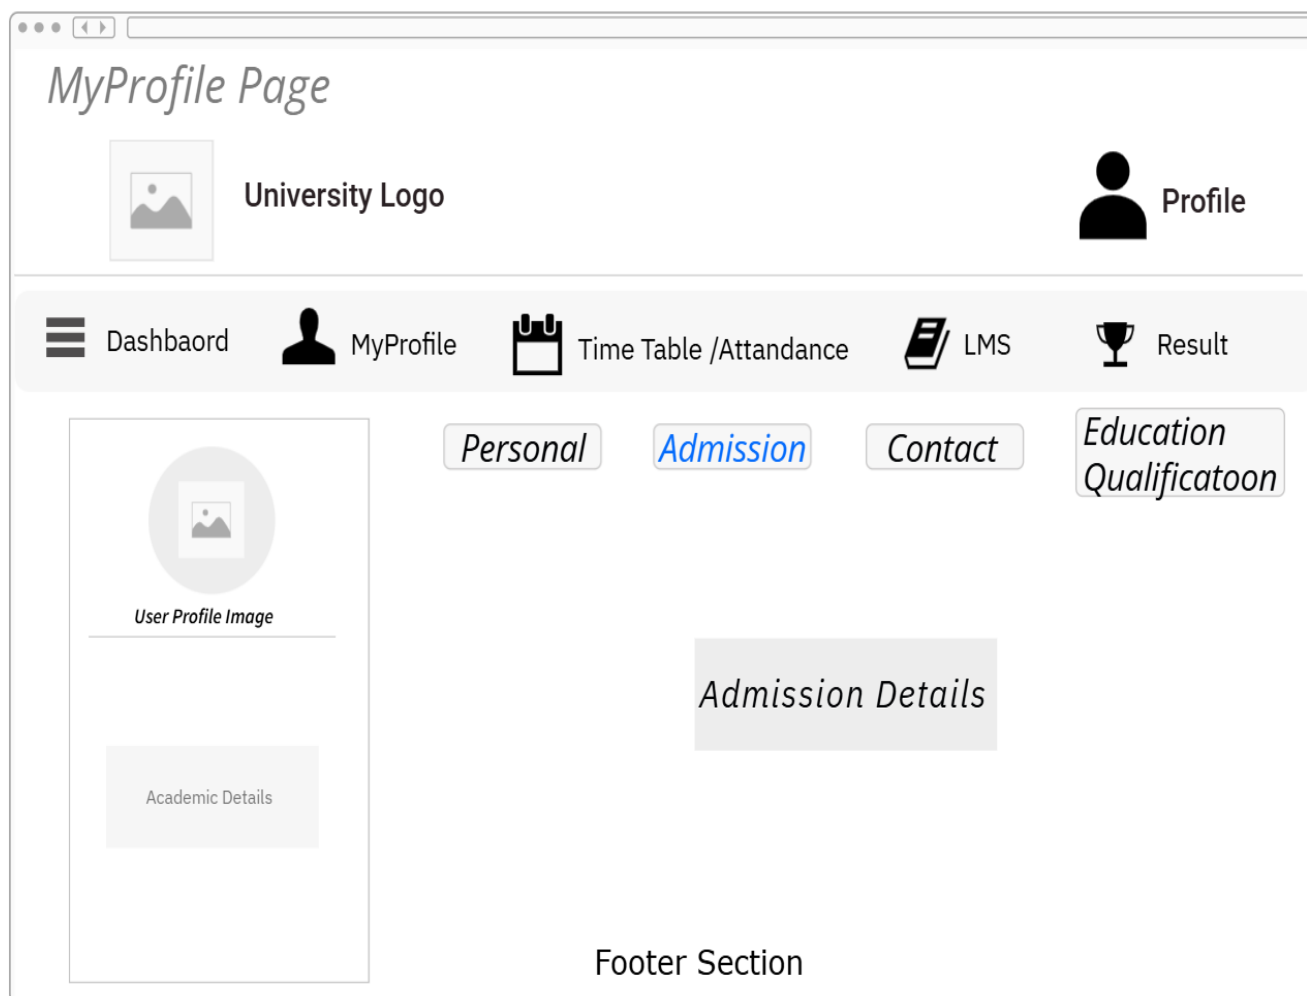 MyProfile Page
University Logo
Profile
Dashbaord
MyProfile
Time Table /Attandance
LMS
Result
Personal
Admission
Contact
Education
Qualificatoon
User Profile Image
Admission Details
Academic Details
Footer Section